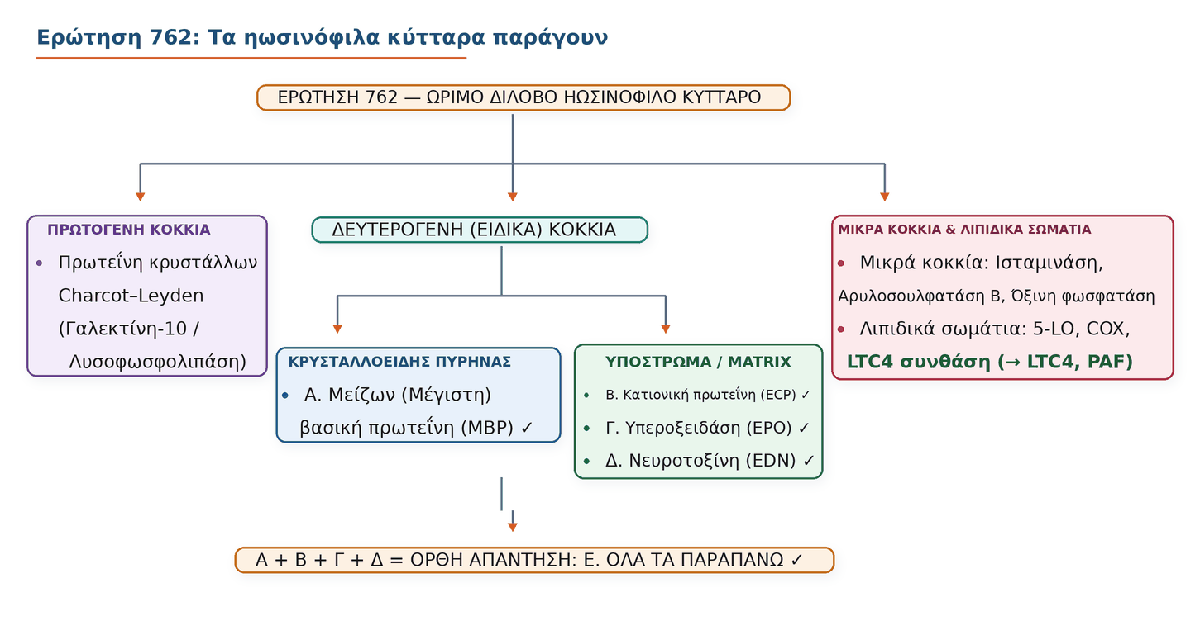 Ερώτηση 762: Τα ηωσινόφιλα κύτταρα παράγουν
ΕΡΩΤΗΣΗ 762 — ΩΡΙΜΟ ΔΙΛΟΒΟ ΗΩΣΙΝΟΦΙΛΟ ΚΥΤΤΑΡΟ
ΠΡΩΤΟΓΕΝΗ ΚΟΚΚΙΑ
• Πρωτεΐνη κρυστάλλων
Charcot–Leyden
(Γαλεκτίνη-10 /
Λυσοφωσφολιπάση)
ΔΕΥΤΕΡΟΓΕΝΗ (ΕΙΔΙΚΑ) ΚΟΚΚΙΑ
ΜΙΚΡΑ ΚΟΚΚΙΑ & ΛΙΠΙΔΙΚΑ ΣΩΜΑΤΙΑ
• Μικρά κοκκία: Ισταμινάση,
Αρυλοσουλφατάση Β, Όξινη φωσφατάση
• Λιπιδικά σωμάτια: 5-LO, COX,
LTC4 συνθάση (→ LTC4, PAF)
ΚΡΥΣΤΑΛΛΟΕΙΔΗΣ ΠΥΡΗΝΑΣ
• Α. Μείζων (Μέγιστη)
βασική πρωτεΐνη (MBP) ✓
ΥΠΟΣΤΡΩΜΑ / MATRIX
• Β. Κατιονική πρωτεΐνη (ECP) ✓
• Γ. Υπεροξειδάση (EPO) ✓
• Δ. Νευροτοξίνη (EDN) ✓
Α + Β + Γ + Δ = ΟΡΘΗ ΑΠΑΝΤΗΣΗ: Ε. ΟΛΑ ΤΑ ΠΑΡΑΠΑΝΩ ✓